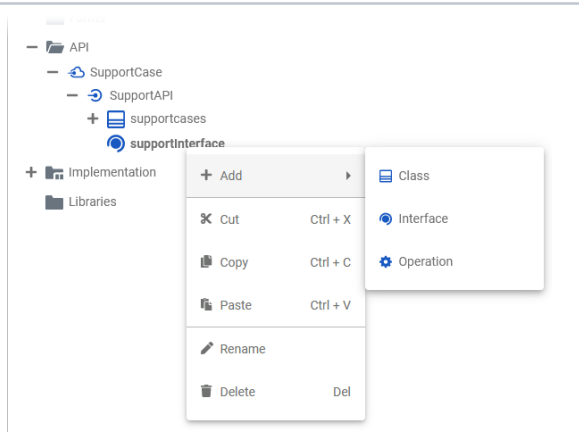 API
SupportCase
SupportAPI
supportcases
supportInterface
Implementation
Libraries
Add
Cut Ctrl + X
Copy Ctrl + C
Paste Ctrl + V
Rename
Delete Del
Class
Interface
Operation